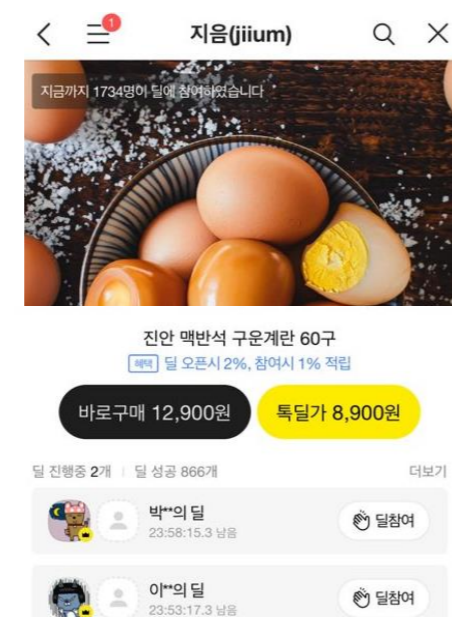 1
지음(jiium)
지금까지 1734명이 딜에 참여하였습니다
진안 맥반석 구운계란 60구
혜택 딜 오픈시 2%, 참여시 1% 적립
바로구매 12,900원 톡딜가 8,900원
딜 진행중 2개 딜 성공 866개 더보기
박**의 딜
23:58:15.3 남음
딜참여
이**의 딜
23:53:17.3 남음
딜참여